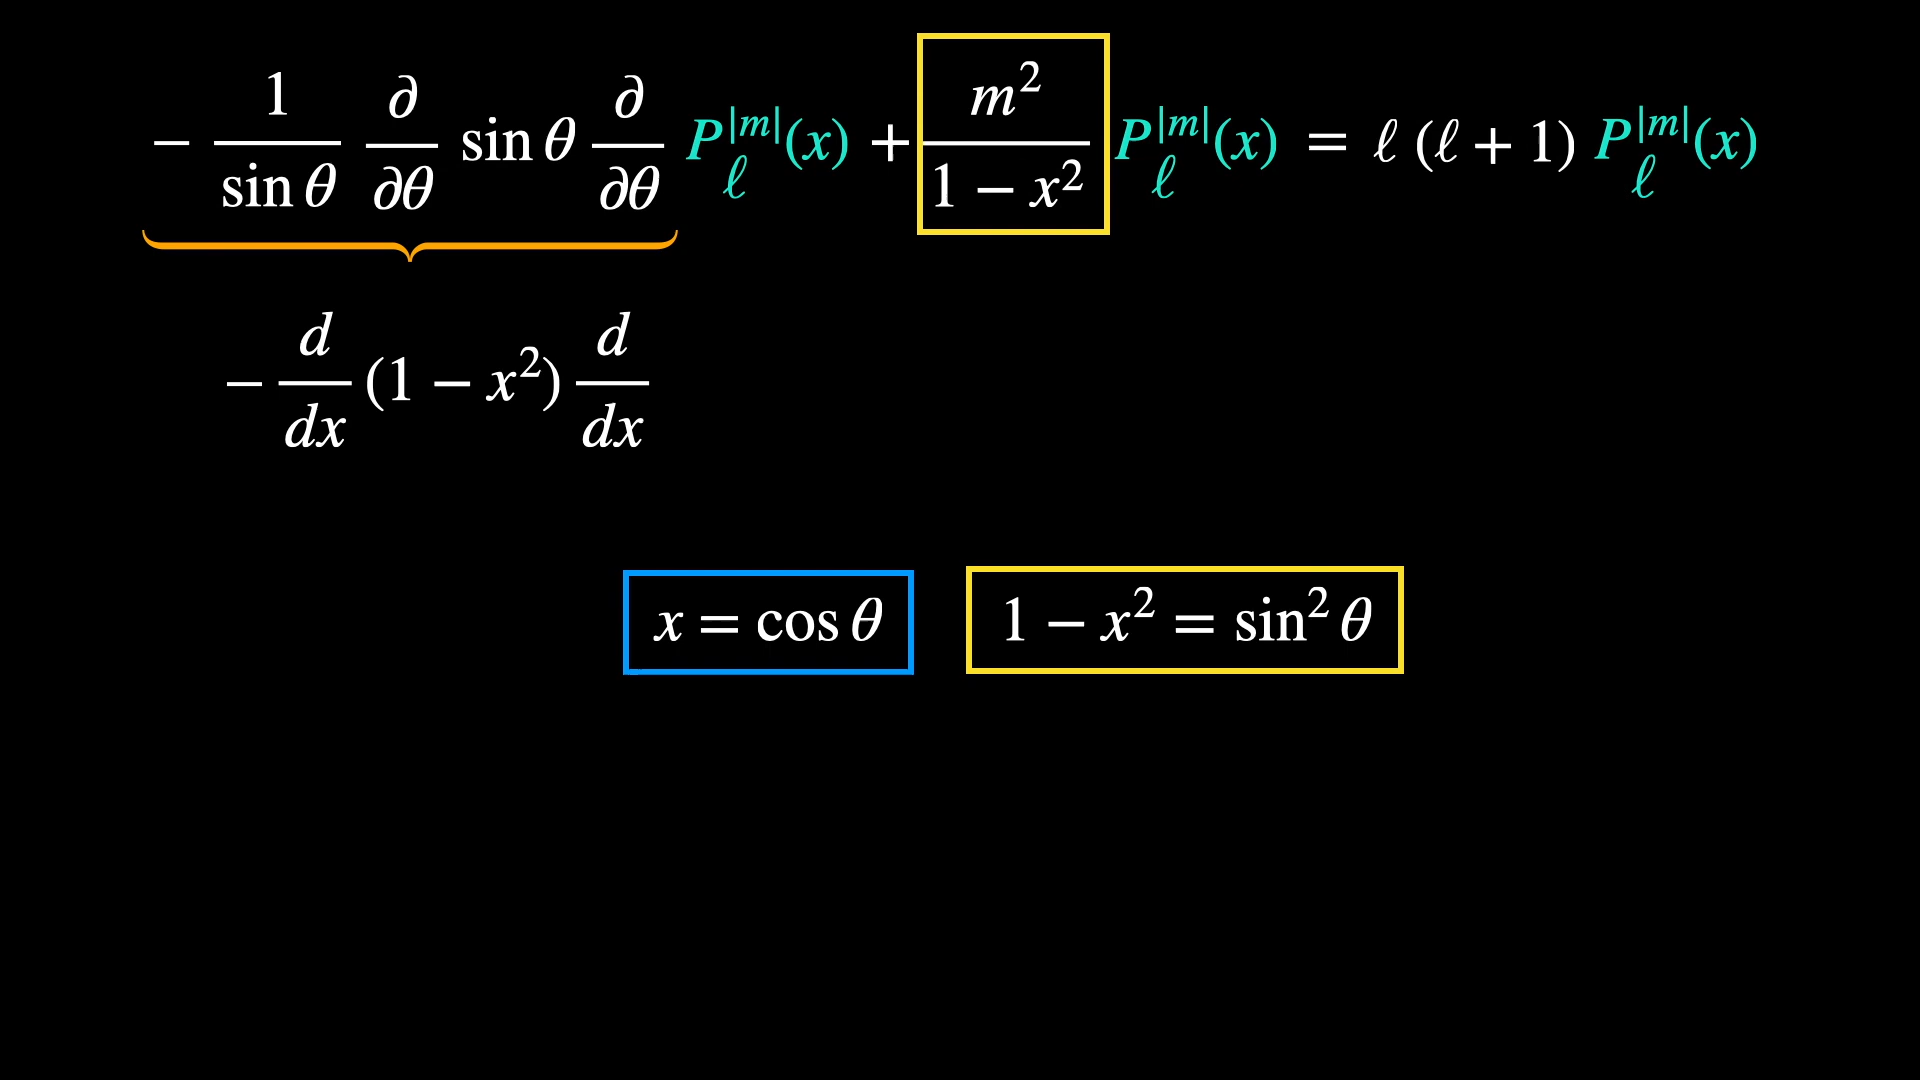 − 1/sin θ ∂/∂θ sin θ ∂/∂θ P_ℓ^|m|(x) + m²/(1 − x²) P_ℓ^|m|(x) = ℓ (ℓ + 1) P_ℓ^|m|(x)
− d/dx (1 − x²) d/dx
x = cos θ
1 − x² = sin² θ